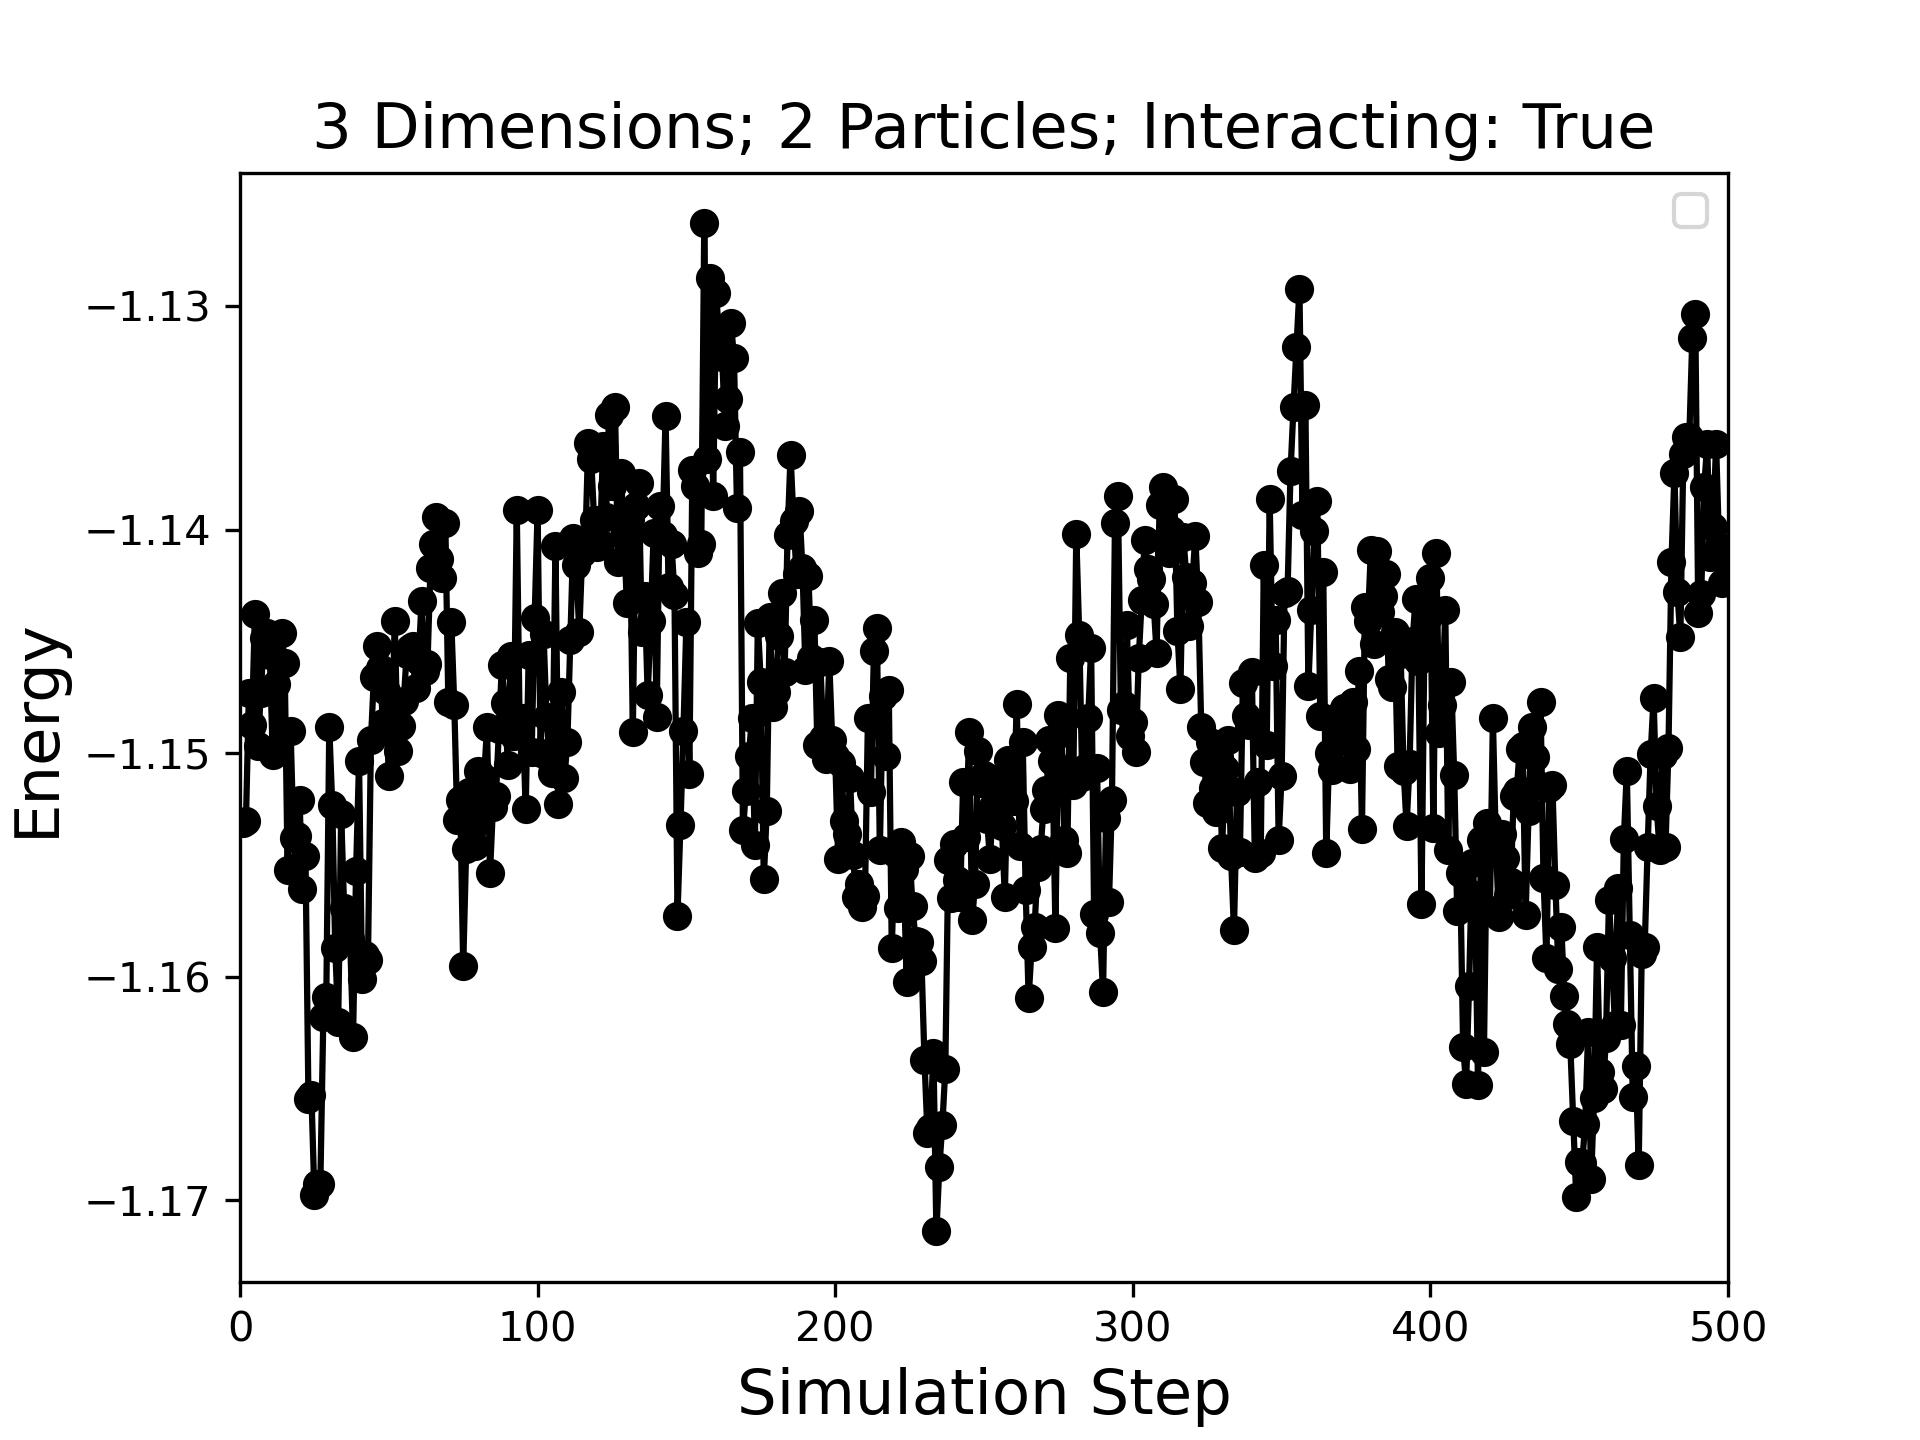 3 Dimensions; 2 Particles; Interacting: True
Energy
−1.13
−1.14
−1.15
−1.16
−1.17
0 100 200 300 400 500
Simulation Step